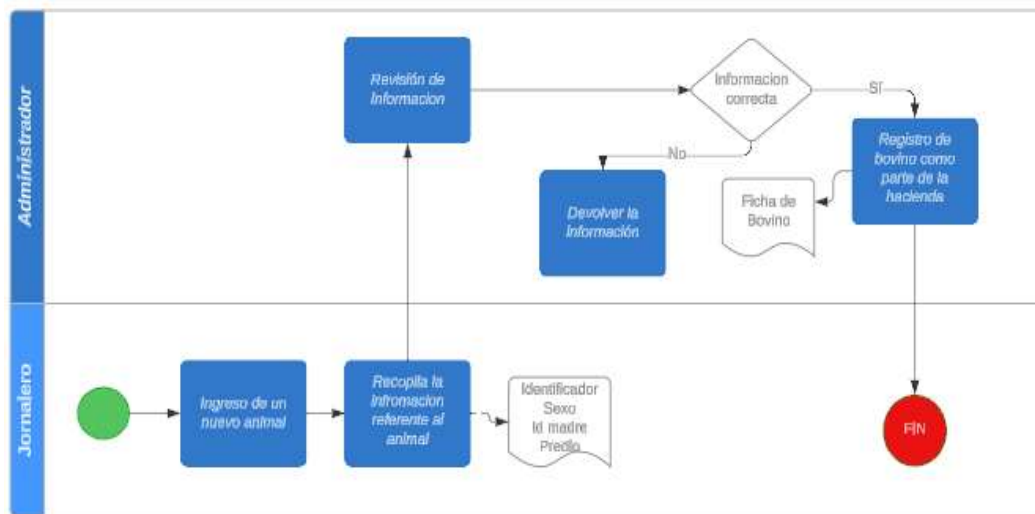 Administrador
Revisión de
Informacion
Informacion
correcta
Sí
No
Registro de
bovino como
parte de la
hacienda
Devolver la
Información
Ficha de
Bovino
Jornalero
Ingreso de un
nuevo animal
Recopila la
Infromacion
referente al
animal
Identificador
Sexo
Id madre
Predio
FIN